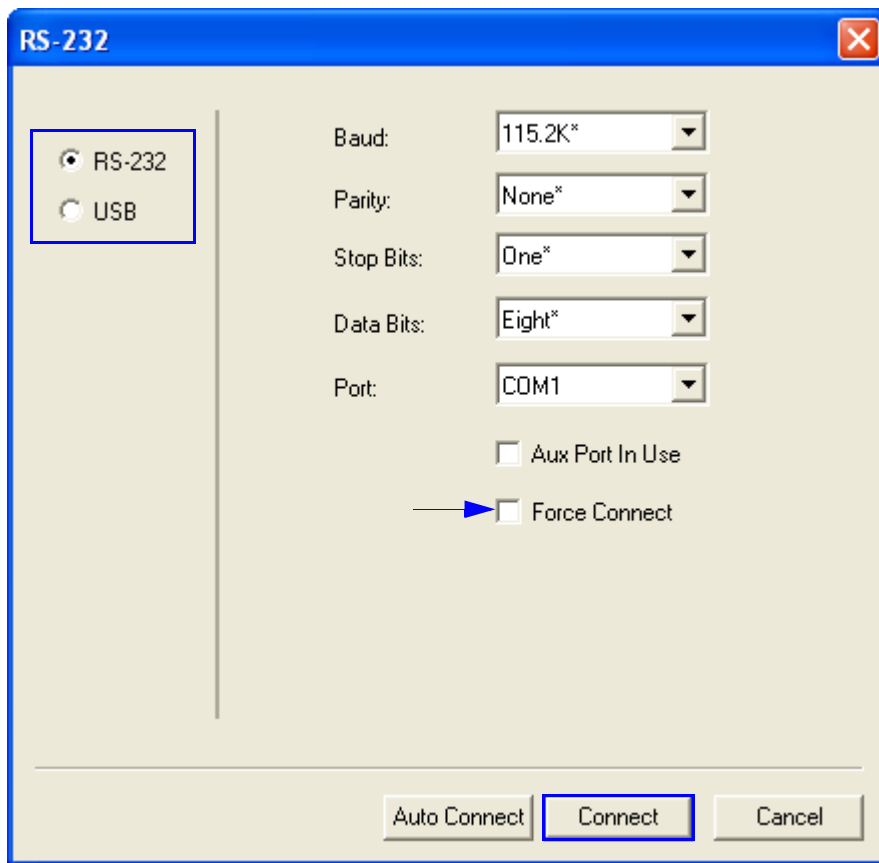 RS-232
RS-232
USB
Baud: 115.2K*
Parity: None*
Stop Bits: One*
Data Bits: Eight*
Port: COM1
Aux Port In Use
Force Connect
Auto Connect Connect Cancel